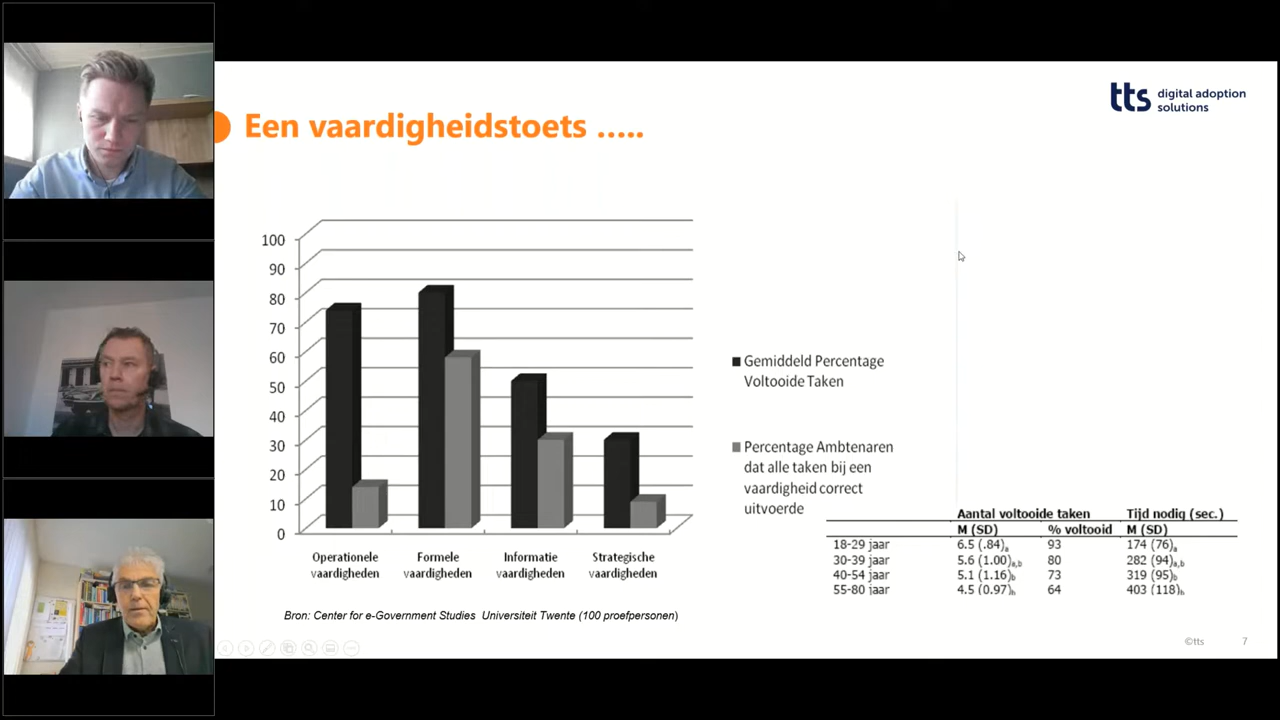 tts digital adoption
solutions
Een vaardigheidstoets .....
100
90
80
70
60
50
40
30
20
10
0
Operationele
vaardigheden
Formele
vaardigheden
Informatie
vaardigheden
Strategische
vaardigheden
Gemiddeld Percentage
Voltooide Taken
Percentage Ambtenaren
dat alle taken bij een
vaardigheid correct
uitvoerde
Aantal voltooide taken Tijd nodig (sec.)
M (SD) % voltooid M (SD)
18-29 jaar 6.5 (.84)a 93 174 (76)a
30-39 jaar 5.6 (1.00)a,b 80 282 (94)a,b
40-54 jaar 5.1 (1.16)b 73 319 (95)b
55-80 jaar 4.5 (0.97)b 64 403 (118)b
Bron: Center for e-Government Studies Universiteit Twente (100 proefpersonen)
©tts 7